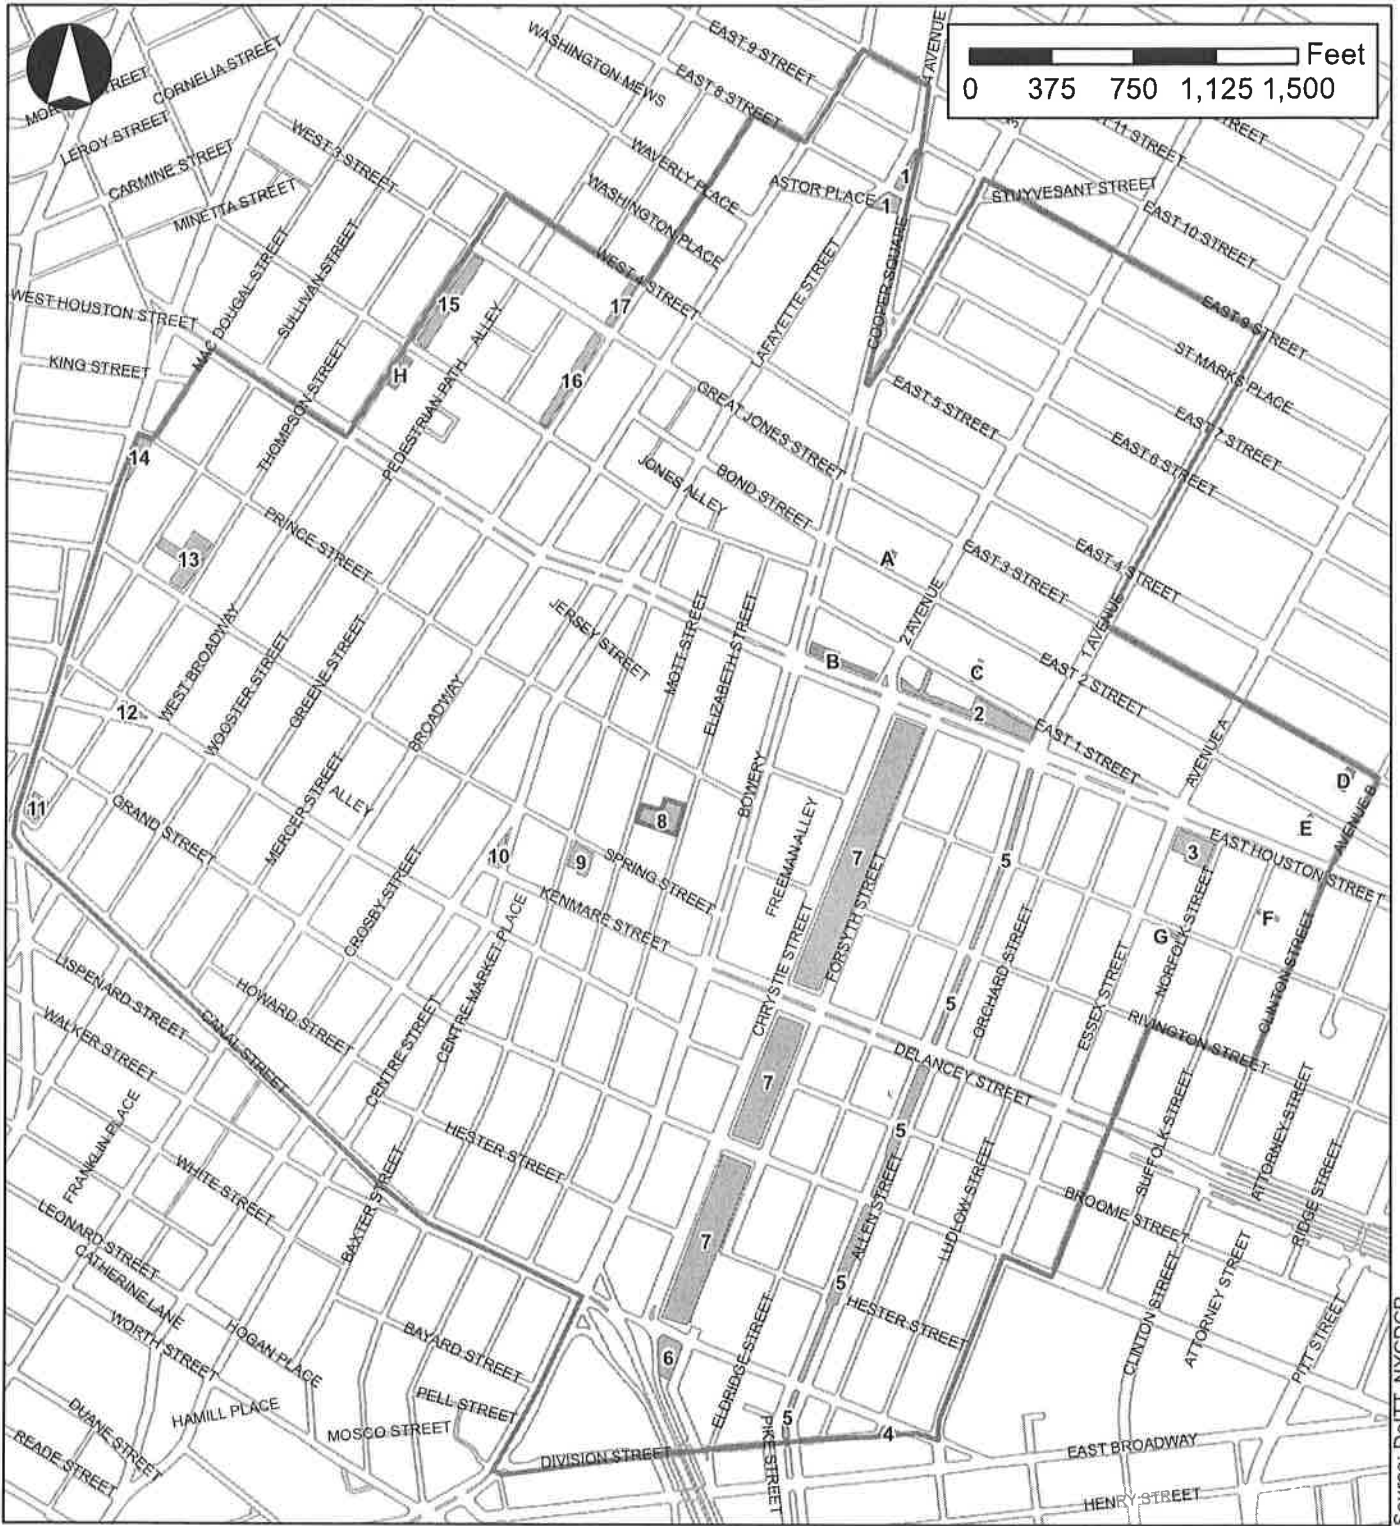 Feet
0 375 750 1,125 1,500
EAST 9 STREET
WASHINGTON MEWS
EAST 8 STREET
4 AVENUE
CORNELIA STREET
STREET
LEROY STREET
CARMINE STREET
MINETTA STREET
WEST 3 STREET
WAVERLY PLACE
WASHINGTON PLACE
ASTOR PLACE
1
1
STUYVESANT STREET
11 STREET
EAST 10 STREET
COOPER SQUARE
LAFAYETTE STREET
WEST 4 STREET
EAST 9 STREET
ST MARKS PLACE
EAST 7 STREET
EAST 6 STREET
EAST 5 STREET
EAST 4 STREET
EAST 3 STREET
EAST 2 STREET
EAST 1 STREET
MAC DOUGAL STREET
SULLIVAN STREET
WEST HOUSTON STREET
KING STREET
THOMPSON STREET
PEDESTRIAN PATH
ALLEY
15
H
16
17
14
13
GREAT JONES STREET
BOND STREET
JONES ALLEY
PRINCE STREET
A
2 AVENUE
1 AVENUE
AVENUE A
AVENUE B
B
C
2
D
E
EAST HOUSTON STREET
3
F
G
JERSEY STREET
MOTT STREET
ELIZABETH STREET
WEST BROADWAY
WOOSTER STREET
GREENE STREET
BROADWAY
MERCER STREET
ALLEY
12
11
GRAND STREET
CROSBY STREET
10
9
8
SPRING STREET
KENMARE STREET
BOWERY
FREEMAN ALLEY
7
5
FORSYTH STREET
CHRYSTIE STREET
ORCHARD STREET
ESSEX STREET
NORFOLK STREET
CLINTON STREET
RIVINGTON STREET
CENTRE MARKET PLACE
CENTRE STREET
HOWARD STREET
LISPENARD STREET
WALKER STREET
CANAL STREET
5
7
DELANCEY STREET
5
SUFFOLK STREET
ATTORNEY STREET
RIDGE STREET
BROOME STREET
FRANKLIN PLACE
WHITE STREET
BAXTER STREET
HESTER STREET
7
ALLEN STREET
LUDLOW STREET
5
HESTER STREET
CLINTON STREET
ATTORNEY STREET
PITT STREET
LEONARD STREET
CATHERINE LANE
WORTH STREET
HOGAN PLACE
BAYARD STREET
6
ELDRIDGE STREET
PELL STREET
HAMILL PLACE
MOSCO STREET
DUANE STREET
READE STREET
DIVISION STREET
PIKE STREET
5
4
EAST BROADWAY
HENRY STREET